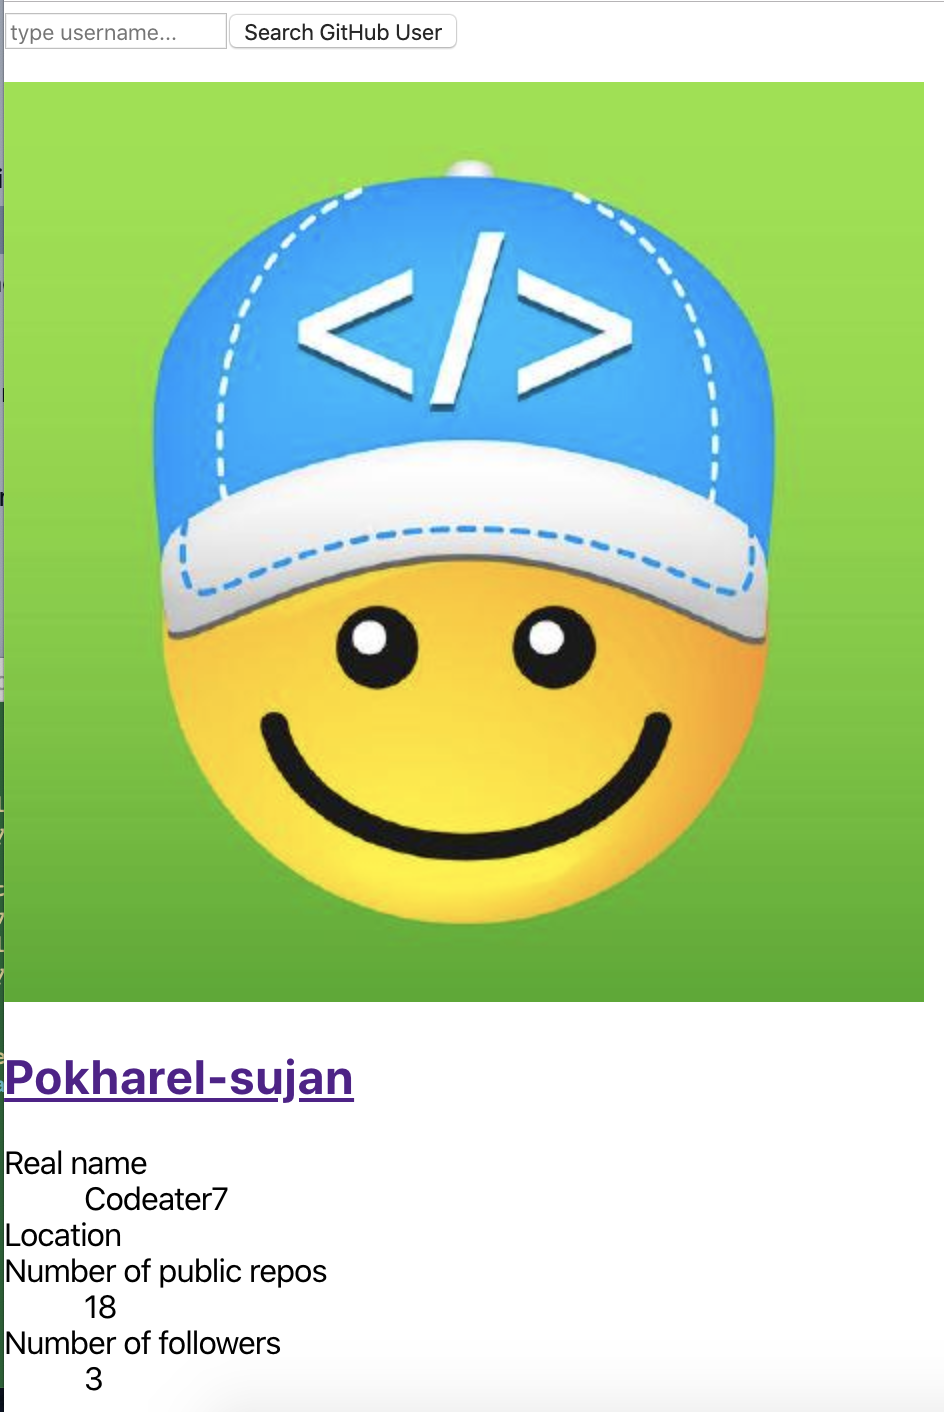 type username...
Search GitHub User
</>
Pokharel-sujan
Real name
Codeater7
Location
Number of public repos
18
Number of followers
3